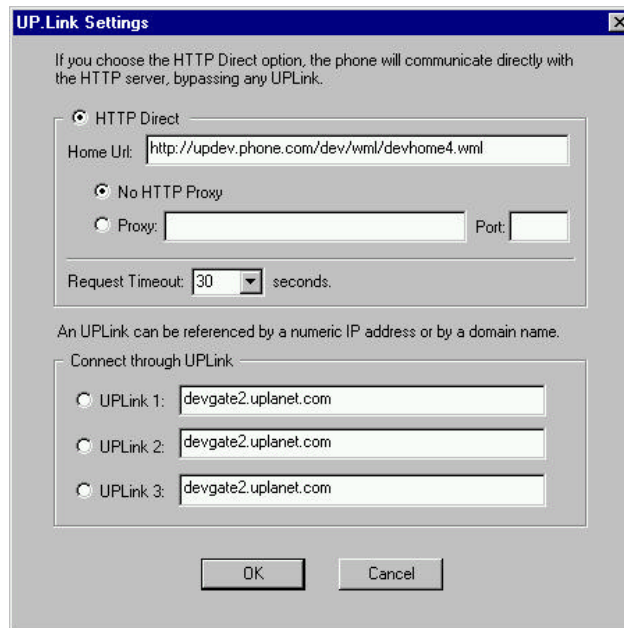 UP.Link Settings
If you choose the HTTP Direct option, the phone will communicate directly with
the HTTP server, bypassing any UPLink.
HTTP Direct
Home Url: http://updev.phone.com/dev/wml/devhome4.wml
No HTTP Proxy
Proxy: Port:
Request Timeout: 30 seconds.
An UPLink can be referenced by a numeric IP address or by a domain name.
Connect through UPLink
UPLink 1: devgate2.uplanet.com
UPLink 2: devgate2.uplanet.com
UPLink 3: devgate2.uplanet.com
OK Cancel